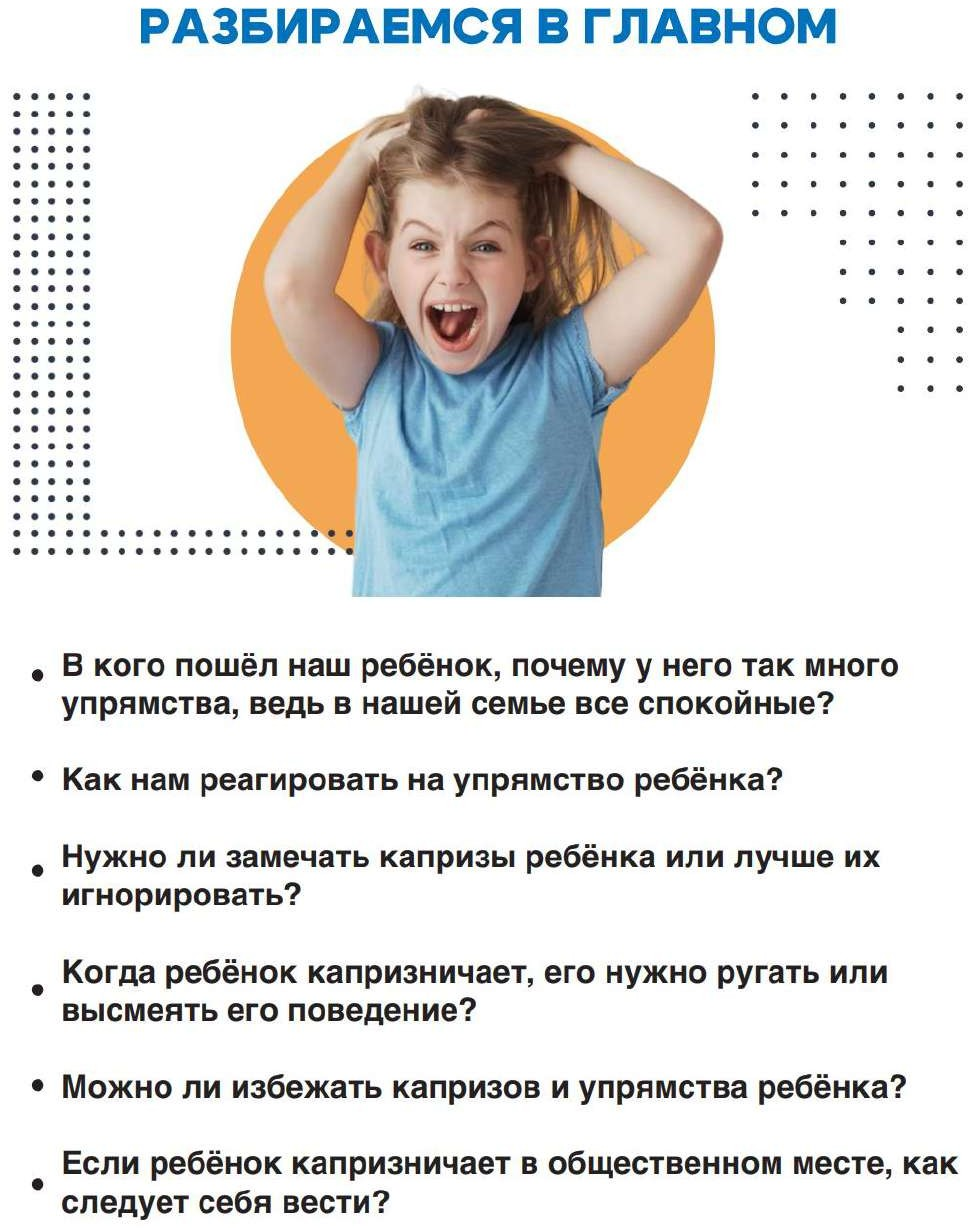 РАЗБИРАЕМСЯ В ГЛАВНОМ
• В кого пошёл наш ребёнок, почему у него так много
упрямства, ведь в нашей семье все спокойные?
• Как нам реагировать на упрямство ребёнка?
• Нужно ли замечать капризы ребёнка или лучше их
игнорировать?
• Когда ребёнок капризничает, его нужно ругать или
высмеять его поведение?
• Можно ли избежать капризов и упрямства ребёнка?
• Если ребёнок капризничает в общественном месте, как
следует себя вести?